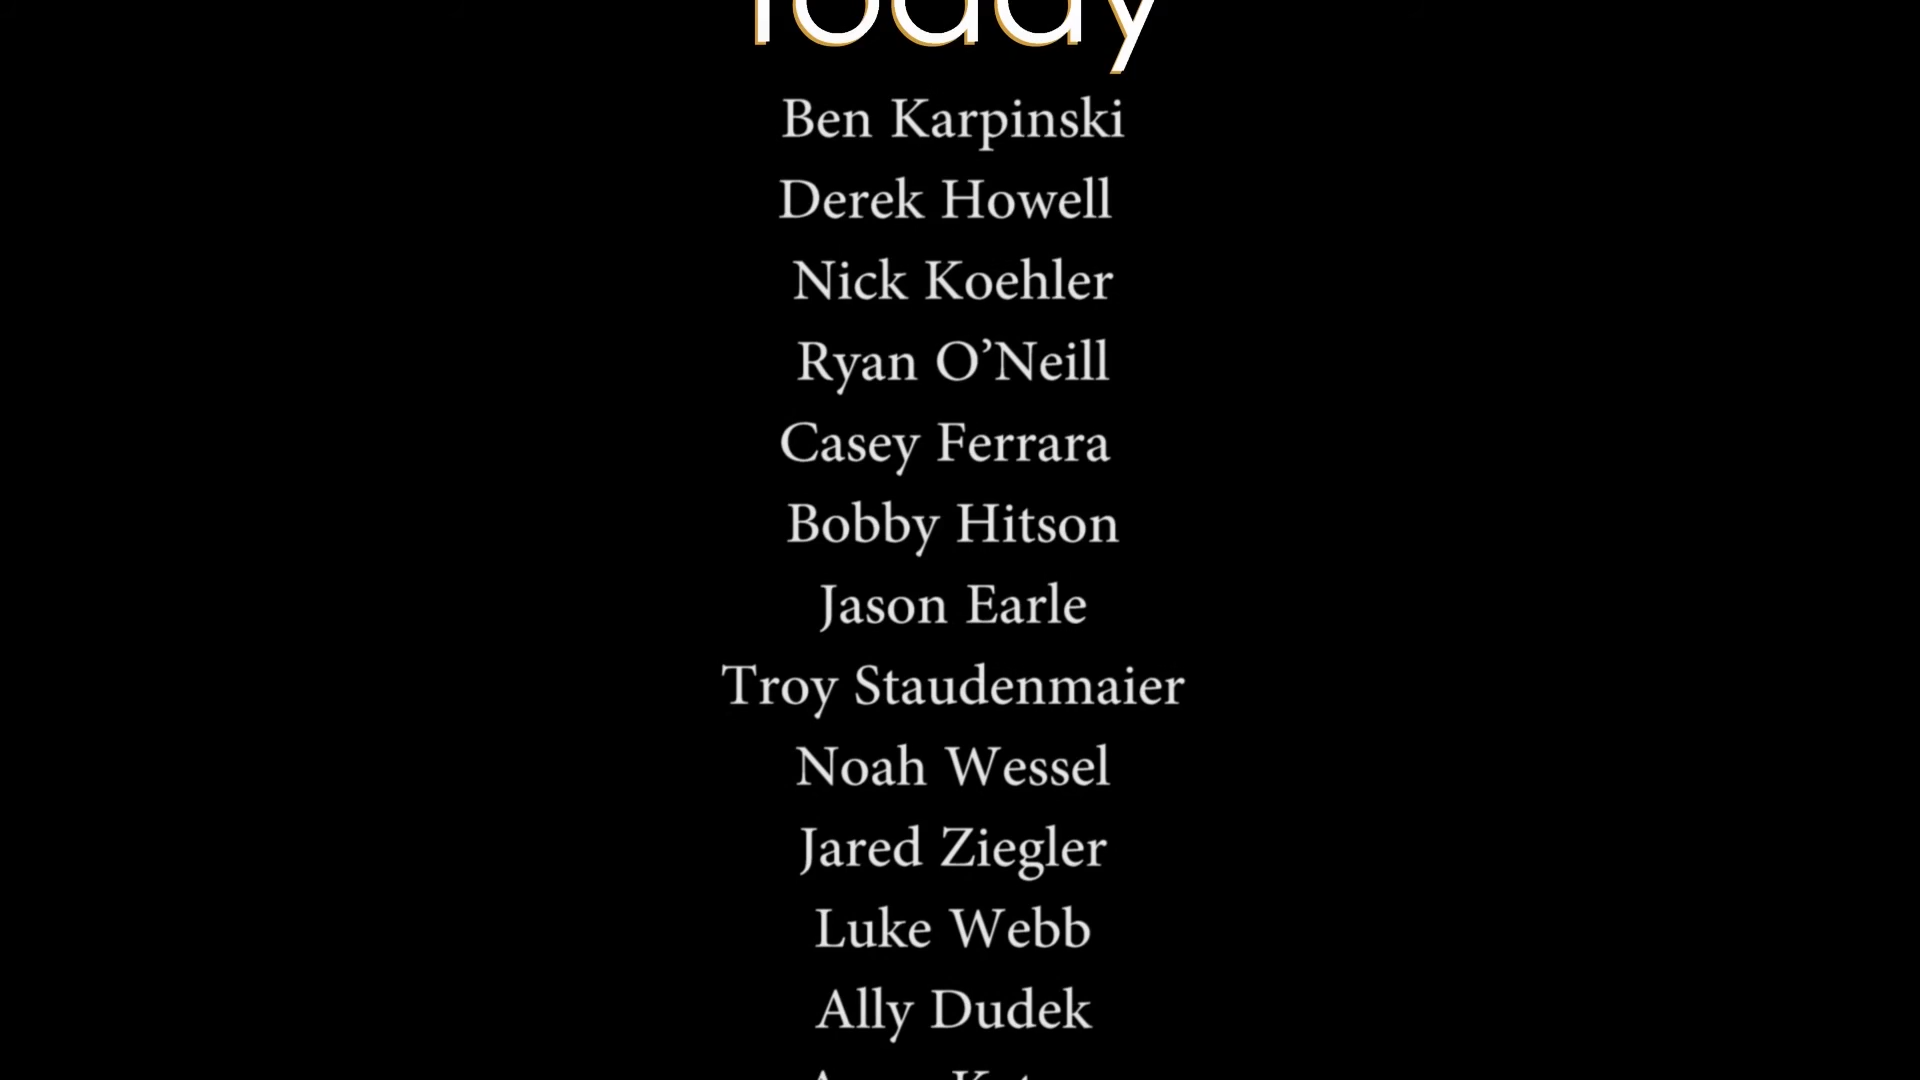 Today
Ben Karpinski
Derek Howell
Nick Koehler
Ryan O’Neill
Casey Ferrara
Bobby Hitson
Jason Earle
Troy Staudenmaier
Noah Wessel
Jared Ziegler
Luke Webb
Ally Dudek